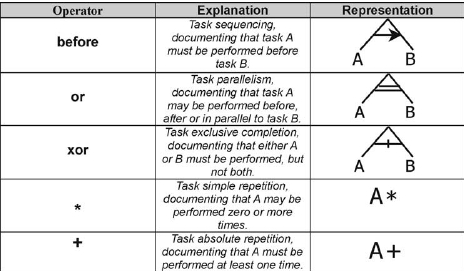 Operator Explanation Representation
before
Task sequencing,
documenting that task A
must be performed before
task B.
A B
or
Task parallelism,
documenting that task A
may be performed before,
after or in parallel to task B.
A B
xor
Task exclusive completion,
documenting that either A
or B must be performed, but
not both.
A B
*
Task simple repetition,
documenting that A may be
performed zero or more
times.
A*
+
Task absolute repetition,
documenting that A must be
performed at least one time.
A+